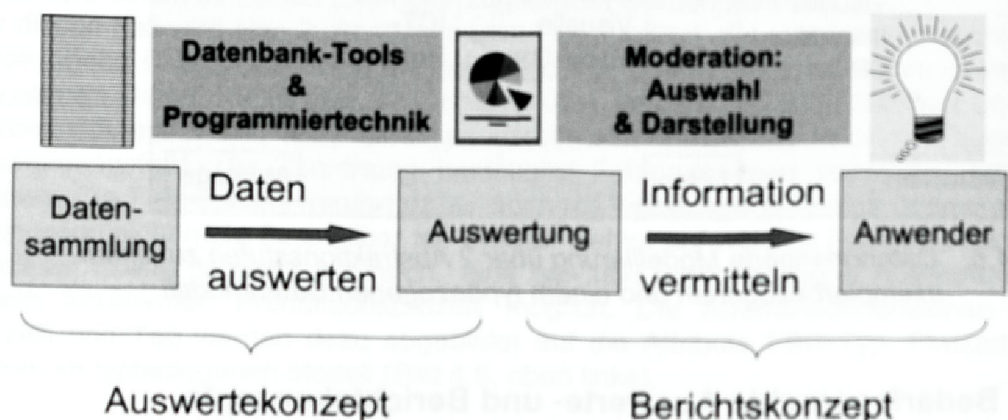 Datenbank-Tools
&
Programmiertechnik
Moderation:
Auswahl
& Darstellung
Daten-
sammlung
Daten
auswerten
Auswertung
Information
vermitteln
Anwender
Auswertekonzept
Berichtskonzept